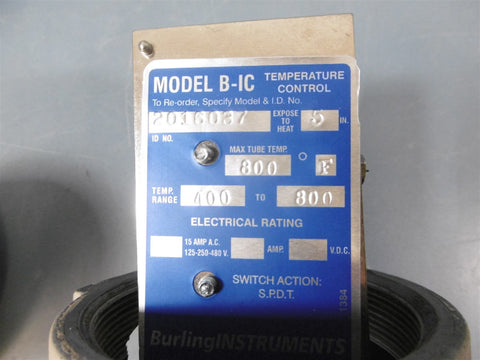 MODEL B-IC TEMPERATURE CONTROL
To Re-order, Specify Model & I.D. No.
2016037 EXPOSE TO HEAT 5 IN.
ID NO.
MAX TUBE TEMP.
800 ° F
TEMP. RANGE 400 TO 800
ELECTRICAL RATING
15 AMP A.C. 125-250-480 V. AMP. V.D.C.
SWITCH ACTION:
S.P.D.T.
1384
BurlingINSTRUMENTS